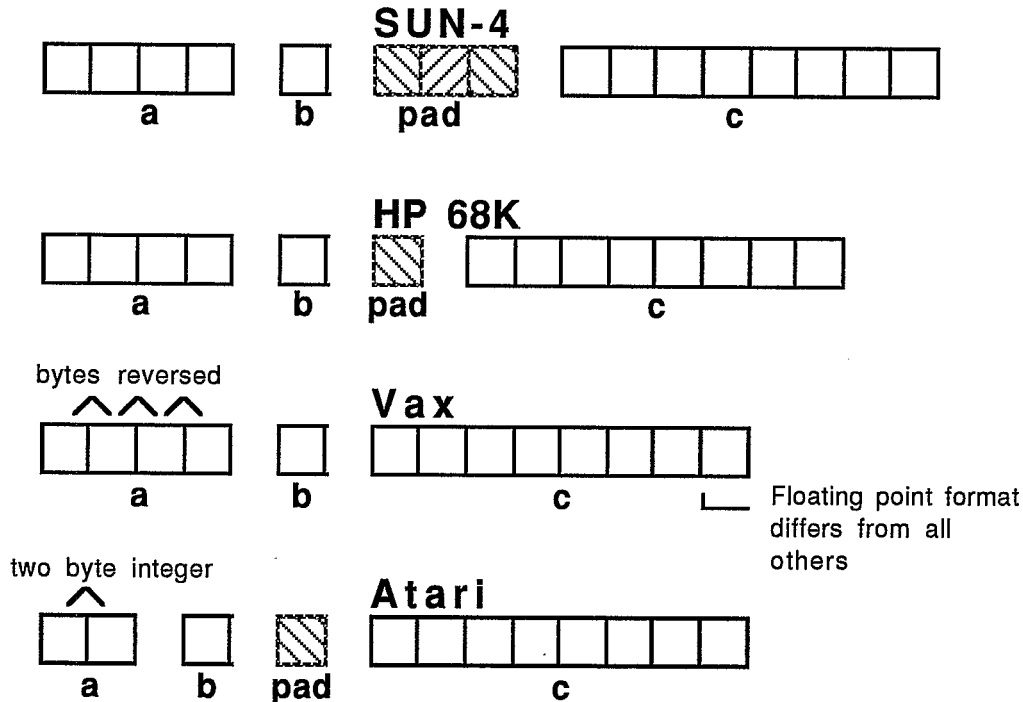 SUN-4
a b pad c
HP 68K
a b pad c
bytes reversed
Vax
a b c
Floating point format
differs from all
others
two byte integer
Atari
a b pad c